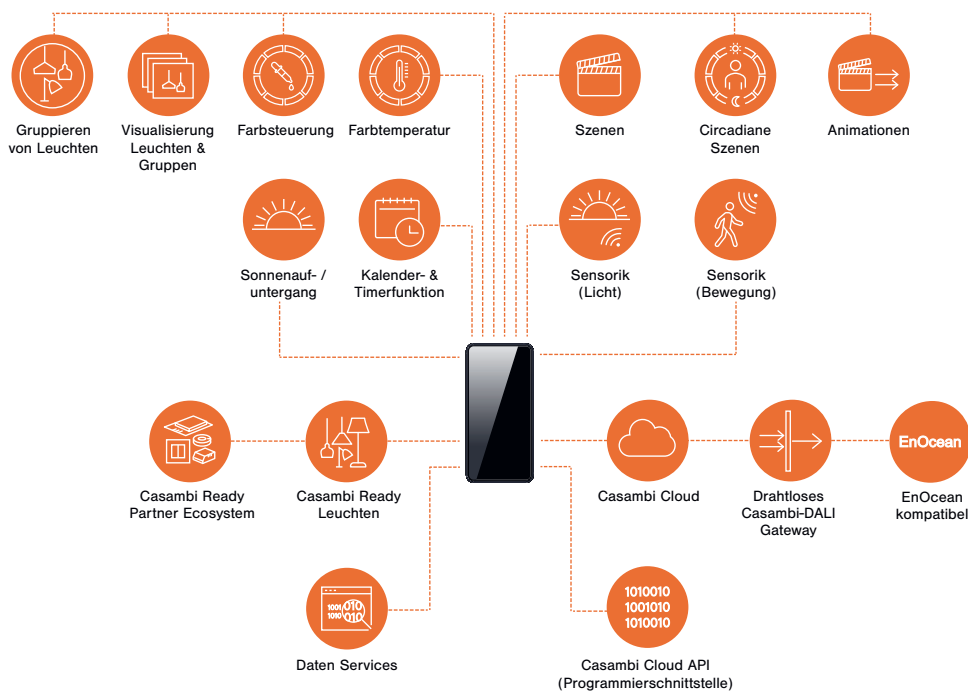 Gruppieren
von Leuchten
Visualisierung
Leuchten &
Gruppen
Farbsteuerung
Farbtemperatur
Szenen
Circadiane
Szenen
Animationen
Sonnenauf- /
untergang
Kalender- &
Timerfunktion
Sensorik
(Licht)
Sensorik
(Bewegung)
Casambi Ready
Partner Ecosystem
Casambi Ready
Leuchten
Casambi Cloud
Drahtloses
Casambi-DALI
Gateway
EnOcean
EnOcean
kompatibel
1001 010
1010 010
Daten Services
1010010
1001010
1010010
Casambi Cloud API
(Programmierschnittstelle)